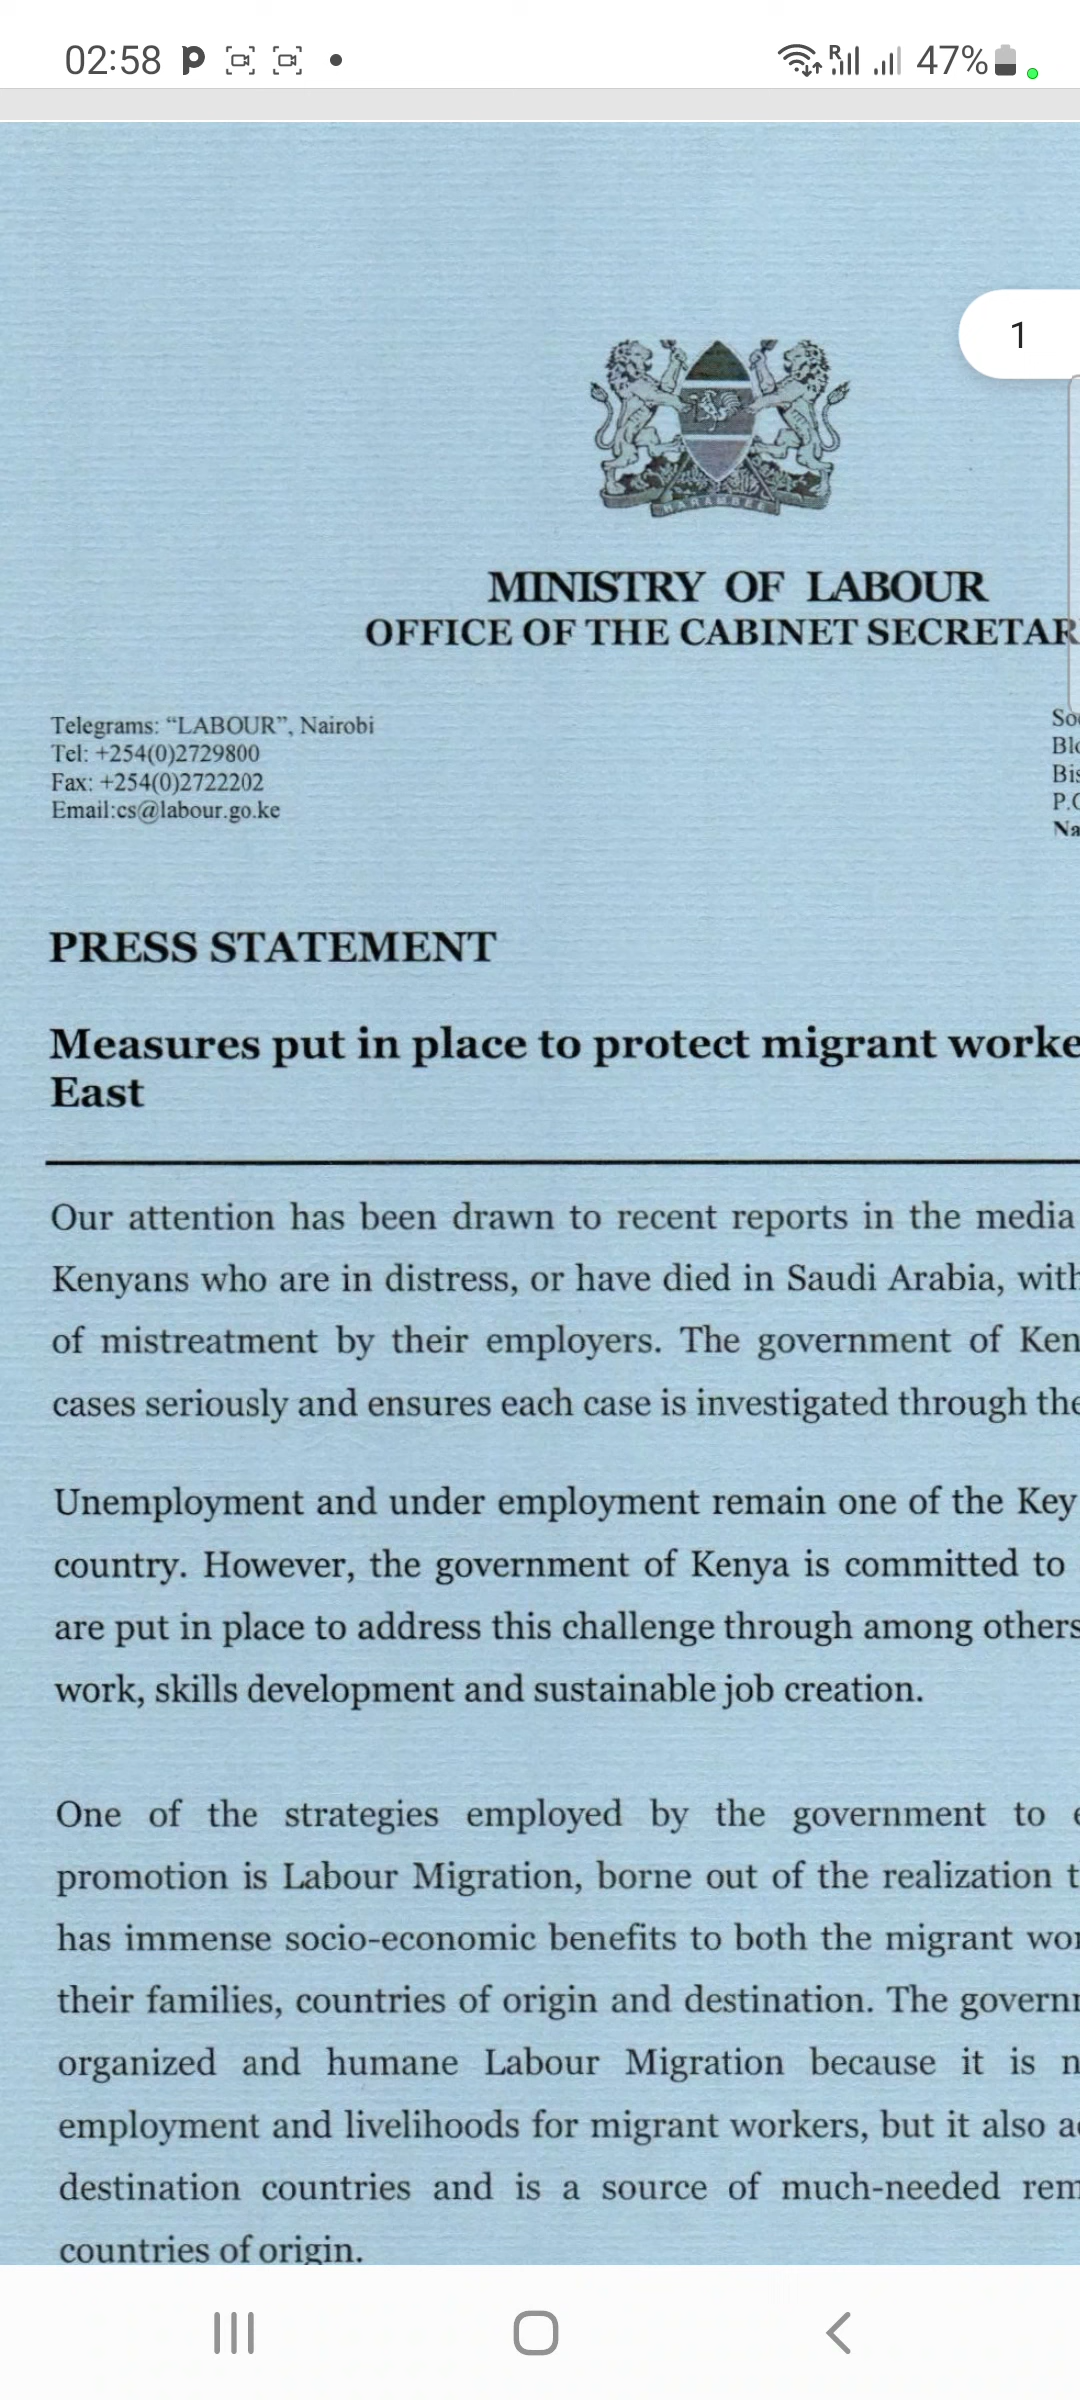 02:58
47%
1
HARAMBEE
MINISTRY OF LABOUR
OFFICE OF THE CABINET SECRETAR
Telegrams: “LABOUR”, Nairobi
Tel: +254(0)2729800
Fax: +254(0)2722202
Email:cs@labour.go.ke
PRESS STATEMENT
Measures put in place to protect migrant worke
East
Our attention has been drawn to recent reports in the media
Kenyans who are in distress, or have died in Saudi Arabia, with
of mistreatment by their employers. The government of Ken
cases seriously and ensures each case is investigated through the
Unemployment and under employment remain one of the Key
country. However, the government of Kenya is committed to
are put in place to address this challenge through among others
work, skills development and sustainable job creation.
One of the strategies employed by the government to
promotion is Labour Migration, borne out of the realization t
has immense socio-economic benefits to both the migrant wor
their families, countries of origin and destination. The governm
organized and humane Labour Migration because it is n
employment and livelihoods for migrant workers, but it also a
destination countries and is a source of much-needed rem
countries of origin.